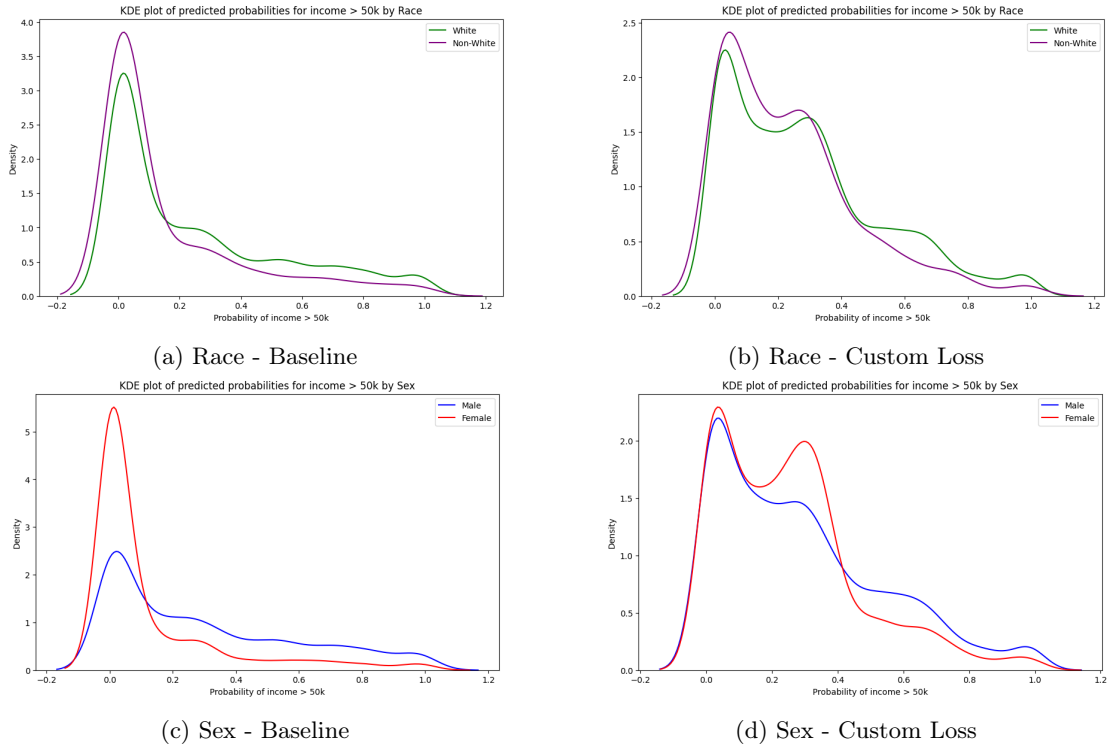 KDE plot of predicted probabilities for income > 50k by Race
White
Non-White
4.0
3.5
3.0
2.5
2.0
1.5
1.0
0.5
0.0
Density
−0.2 0.0 0.2 0.4 0.6 0.8 1.0 1.2
Probability of income > 50k
(a) Race - Baseline
KDE plot of predicted probabilities for income > 50k by Race
White
Non-White
2.5
2.0
1.5
1.0
0.5
0.0
Density
−0.2 0.0 0.2 0.4 0.6 0.8 1.0 1.2
Probability of income > 50k
(b) Race - Custom Loss
KDE plot of predicted probabilities for income > 50k by Sex
Male
Female
5
4
3
2
1
0
Density
−0.2 0.0 0.2 0.4 0.6 0.8 1.0 1.2
Probability of income > 50k
(c) Sex - Baseline
KDE plot of predicted probabilities for income > 50k by Sex
Male
Female
2.0
1.5
1.0
0.5
0.0
Density
−0.2 0.0 0.2 0.4 0.6 0.8 1.0 1.2
Probability of income > 50k
(d) Sex - Custom Loss